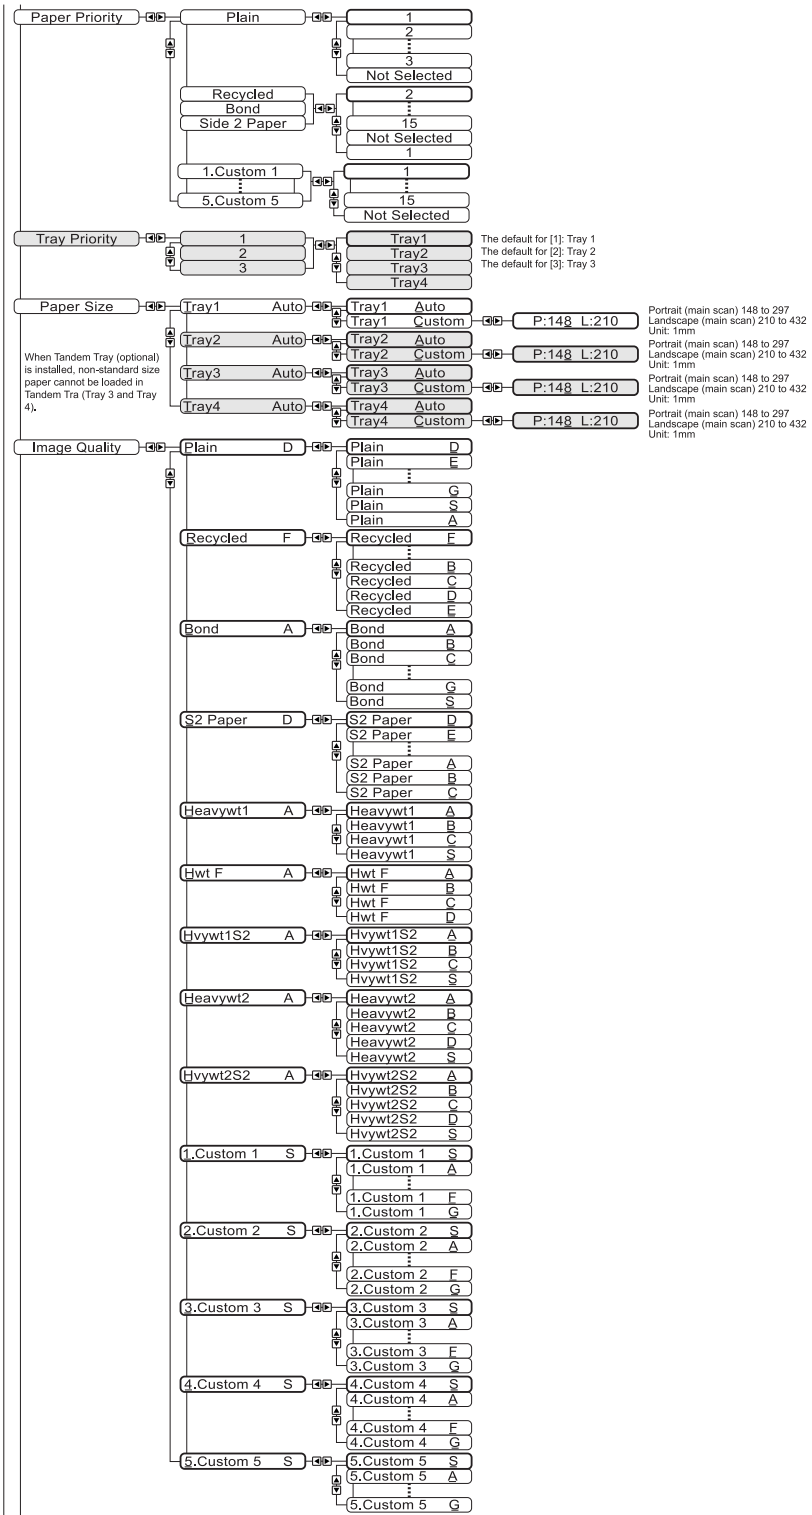 Paper Priority
Plain
1
2
3
Not Selected
Recycled
Bond
Side 2 Paper
2
15
Not Selected
1
1.Custom 1
5.Custom 5
1
15
Not Selected
Tray Priority
1
2
3
Tray1
Tray2
Tray3
Tray4
The default for [1]: Tray 1
The default for [2]: Tray 2
The default for [3]: Tray 3
Paper Size
When Tandem Tray (optional)
is installed, non-standard size
paper cannot be loaded in
Tandem Tra (Tray 3 and Tray
4).
Tray1 Auto
Tray1 Auto
Tray1 Custom
P:148 L:210
Portrait (main scan) 148 to 297
Landscape (main scan) 210 to 432
Unit: 1mm
Tray2 Auto
Tray2 Auto
Tray2 Custom
P:148 L:210
Portrait (main scan) 148 to 297
Landscape (main scan) 210 to 432
Unit: 1mm
Tray3 Auto
Tray3 Auto
Tray3 Custom
P:148 L:210
Portrait (main scan) 148 to 297
Landscape (main scan) 210 to 432
Unit: 1mm
Tray4 Auto
Tray4 Auto
Tray4 Custom
P:148 L:210
Portrait (main scan) 148 to 297
Landscape (main scan) 210 to 432
Unit: 1mm
Image Quality
Plain D
Plain D
Plain E
Plain G
Plain S
Plain A
Recycled F
Recycled F
Recycled B
Recycled C
Recycled D
Recycled E
Bond A
Bond A
Bond B
Bond C
Bond G
Bond S
S2 Paper D
S2 Paper D
S2 Paper E
S2 Paper A
S2 Paper B
S2 Paper C
Heavywt1 A
Heavywt1 A
Heavywt1 B
Heavywt1 C
Heavywt1 S
Hwt F A
Hwt F A
Hwt F B
Hwt F C
Hwt F D
Hvywt1S2 A
Hvywt1S2 A
Hvywt1S2 B
Hvywt1S2 C
Hvywt1S2 S
Heavywt2 A
Heavywt2 A
Heavywt2 B
Heavywt2 C
Heavywt2 D
Heavywt2 S
Hvywt2S2 A
Hvywt2S2 A
Hvywt2S2 B
Hvywt2S2 C
Hvywt2S2 D
Hvywt2S2 S
1.Custom 1 S
1.Custom 1 S
1.Custom 1 A
1.Custom 1 F
1.Custom 1 G
2.Custom 2 S
2.Custom 2 S
2.Custom 2 A
2.Custom 2 F
2.Custom 2 G
3.Custom 3 S
3.Custom 3 S
3.Custom 3 A
3.Custom 3 F
3.Custom 3 G
4.Custom 4 S
4.Custom 4 S
4.Custom 4 A
4.Custom 4 F
4.Custom 4 G
5.Custom 5 S
5.Custom 5 S
5.Custom 5 A
5.Custom 5 G